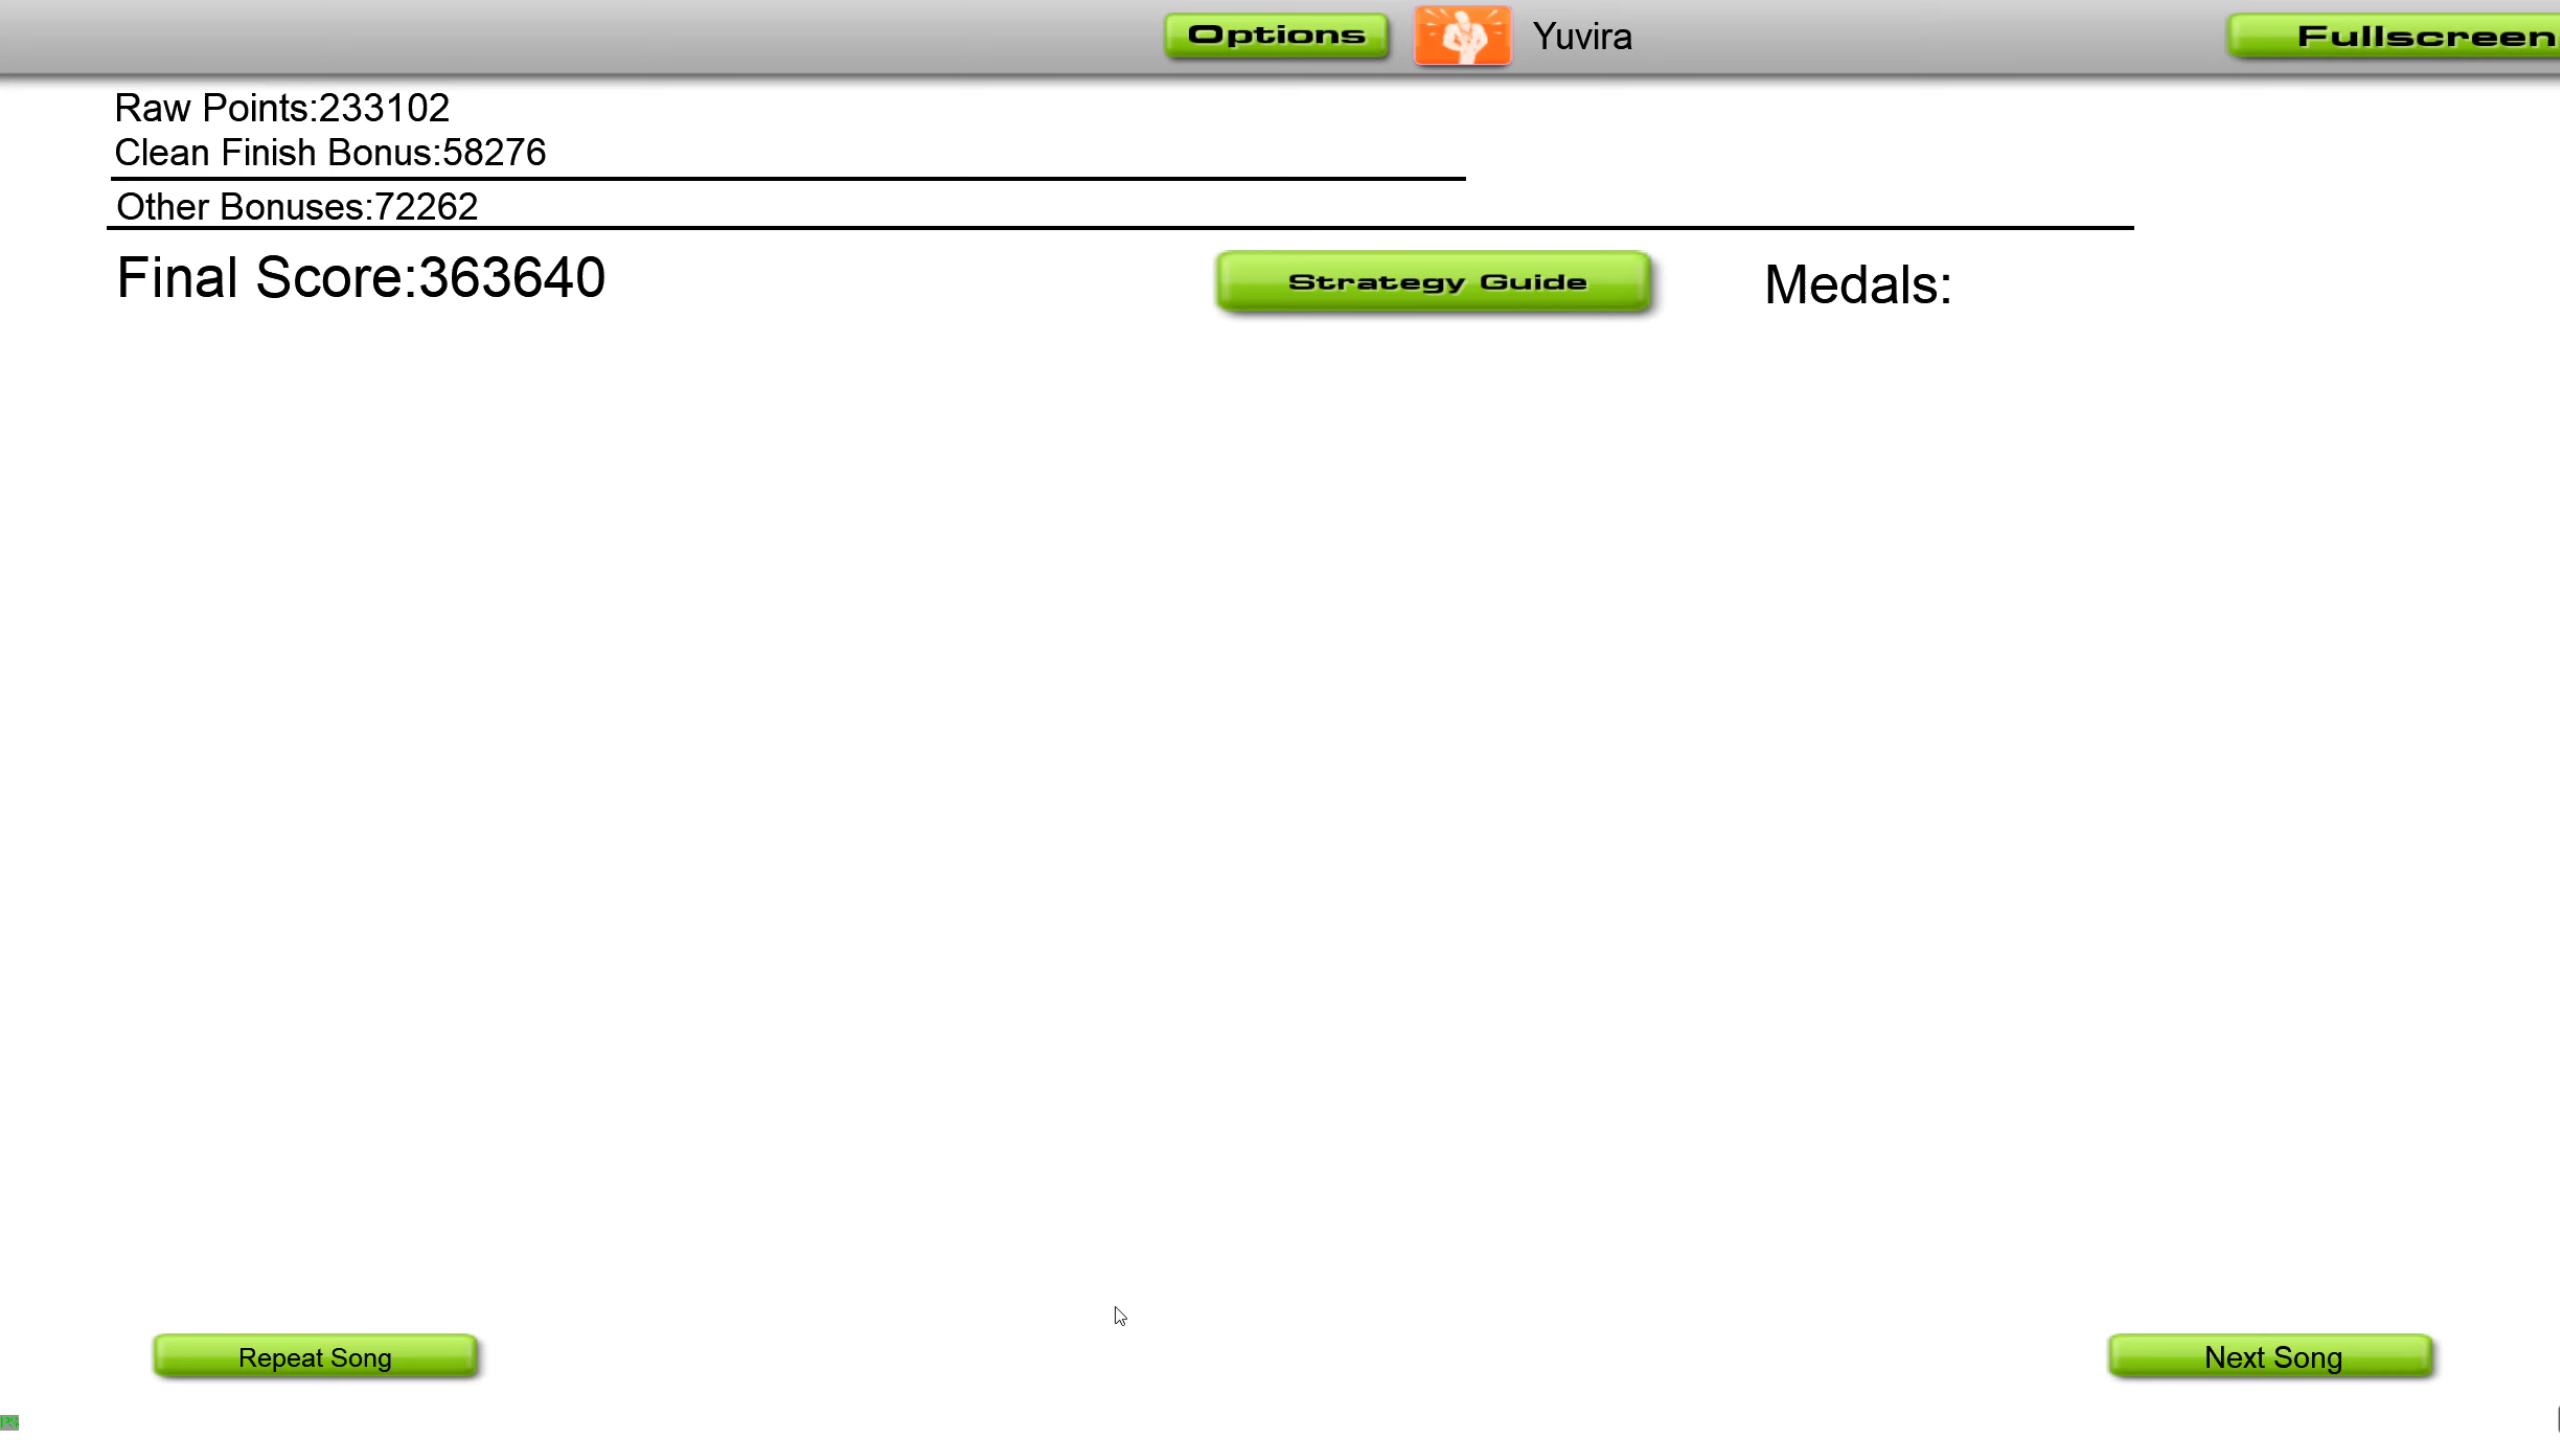 Options
Yuvira
Fullscreen
Raw Points:233102
Clean Finish Bonus:58276
Other Bonuses:72262
Final Score:363640
Strategy Guide
Medals:
Repeat Song
Next Song